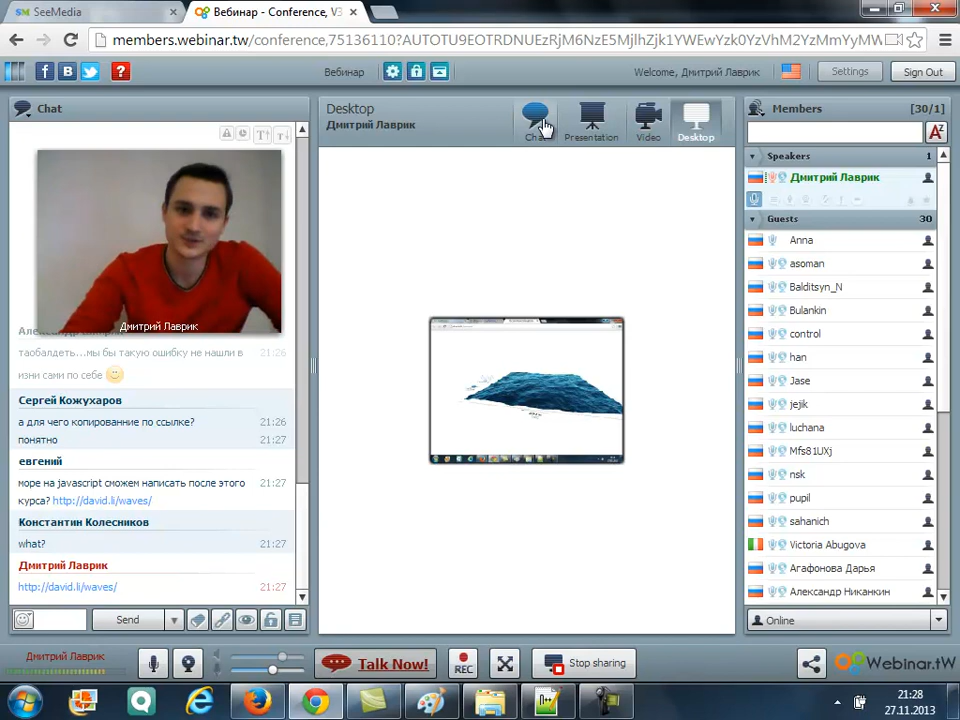 SeeMedia
Вебинар - Conference, V3
members.webinar.tw/conference,75136110?AUTOTU9EOTRDNUEzRjM6NzE5MjlhZjk1YWEwYzk0YzVhM2YzMmYyMW
Вебинар
Welcome, Дмитрий Лаврик
Settings
Sign Out
Chat
Дмитрий Лаврик
таобалдеть...мы бы такую ошибку не нашли в
21:26
изни сами по себе
Сергей Кожухаров
а для чего копирование по ссылке?
21:26
понятно
21:27
евгений
море на javascript сможем написать после этого
21:27
курса? http://david.li/waves/
Константин Колесников
what?
21:27
Дмитрий Лаврик
http://david.li/waves/
21:27
Send
Desktop
Дмитрий Лаврик
Chat
Presentation
Video
Desktop
Members
[30/1]
Speakers
1
Дмитрий Лаврик
Guests
30
Anna
asoman
Balditsyn_N
Bulankin
control
han
Jase
jejik
luchana
Mfs81UXj
nsk
pupil
sahanich
Victoria Abugova
Агафонова Дарья
Александр Никанкин
Online
Дмитрий Лаврик
Talk Now!
REC
Stop sharing
Webinar.tw
21:28
27.11.2013